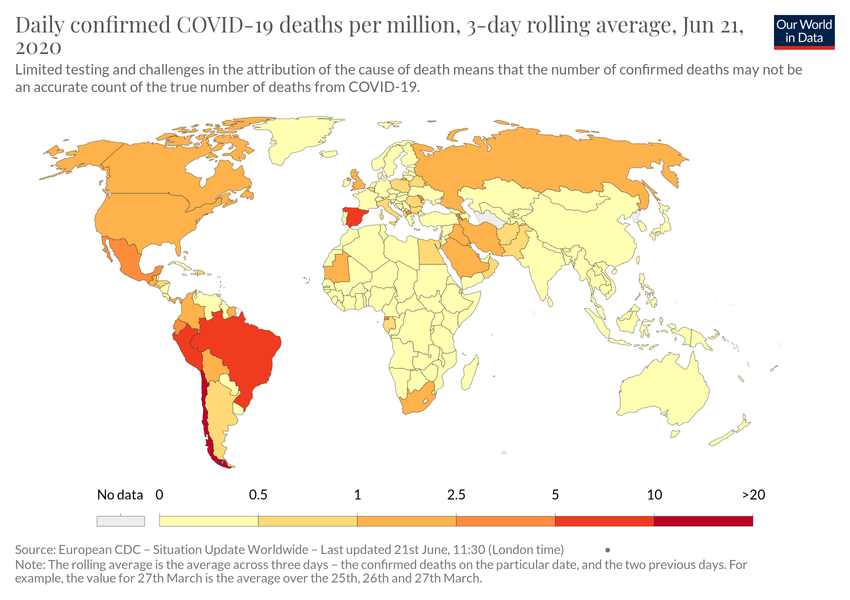 Daily confirmed COVID-19 deaths per million, 3-day rolling average, Jun 21,
2020
Our World
in Data
Limited testing and challenges in the attribution of the cause of death means that the number of confirmed deaths may not be
an accurate count of the true number of deaths from COVID-19.
No data 0 0.5 1 2.5 5 10 >20
Source: European CDC – Situation Update Worldwide – Last updated 21st June, 11:30 (London time) •
Note: The rolling average is the average across three days – the confirmed deaths on the particular date, and the two previous days. For
example, the value for 27th March is the average over the 25th, 26th and 27th March.